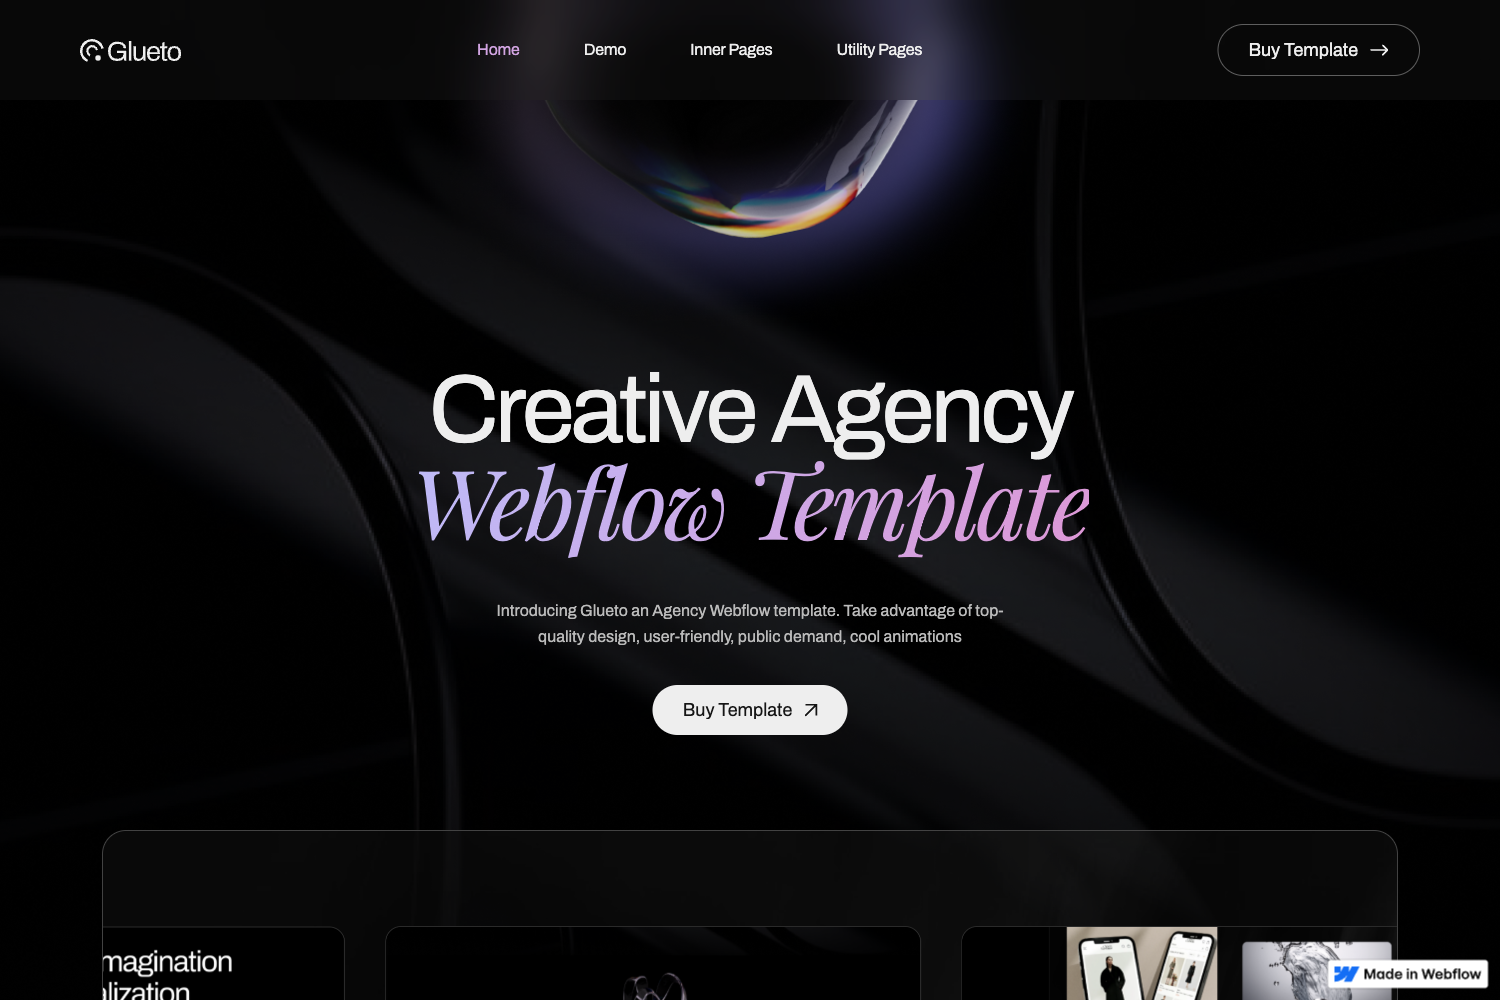 Glueto
Home
Demo
Inner Pages
Utility Pages
Buy Template
Creative Agency
Webflow Template
Introducing Glueto an Agency Webflow template. Take advantage of top-
quality design, user-friendly, public demand, cool animations
Buy Template
magination
alization
Made in Webflow